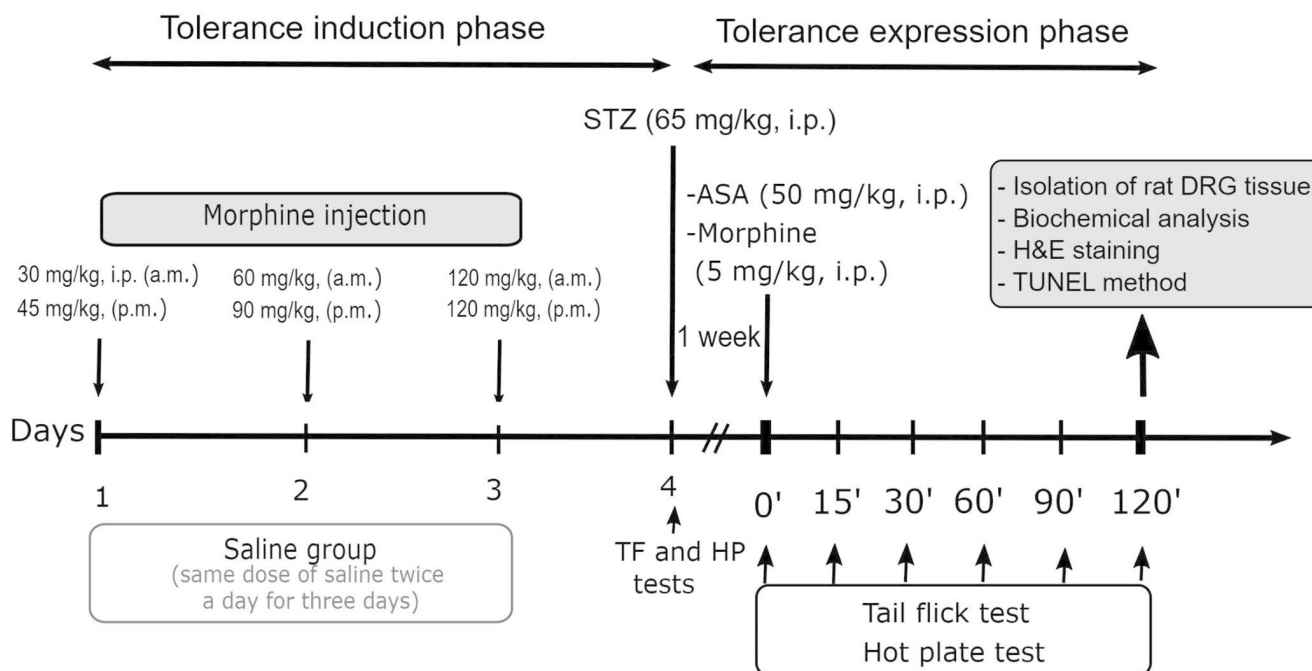 Tolerance induction phase
Tolerance expression phase
STZ (65 mg/kg, i.p.)
Morphine injection
30 mg/kg, i.p. (a.m.)
45 mg/kg, (p.m.)
60 mg/kg, (a.m.)
90 mg/kg, (p.m.)
120 mg/kg, (a.m.)
120 mg/kg, (p.m.)
-ASA (50 mg/kg, i.p.)
-Morphine
(5 mg/kg, i.p.)
1 week
- Isolation of rat DRG tissue
- Biochemical analysis
- H&E staining
- TUNEL method
Days
1 2 3 4 0' 15' 30' 60' 90' 120'
Saline group
(same dose of saline twice
a day for three days)
TF and HP
tests
Tail flick test
Hot plate test